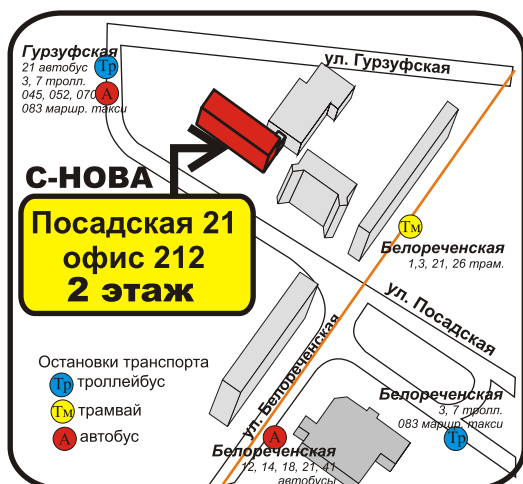 Гурзуфская
21 автобус
3, 7 тролл.
045, 052, 070
083 маршр. такси
Тр
А
ул. Гурзуфская
С-НОВА
Посадская 21
офис 212
2 этаж
Тм
Белореченская
1,3, 21, 26 трам.
ул. Посадская
ул. Белореченская
Остановки транспорта
Тр троллейбус
Тм трамвай
А автобус
Белореченская
3, 7 тролл.
083 маршр. такси
Тр
А
Белореченская
12, 14, 18, 21, 41
автобусы